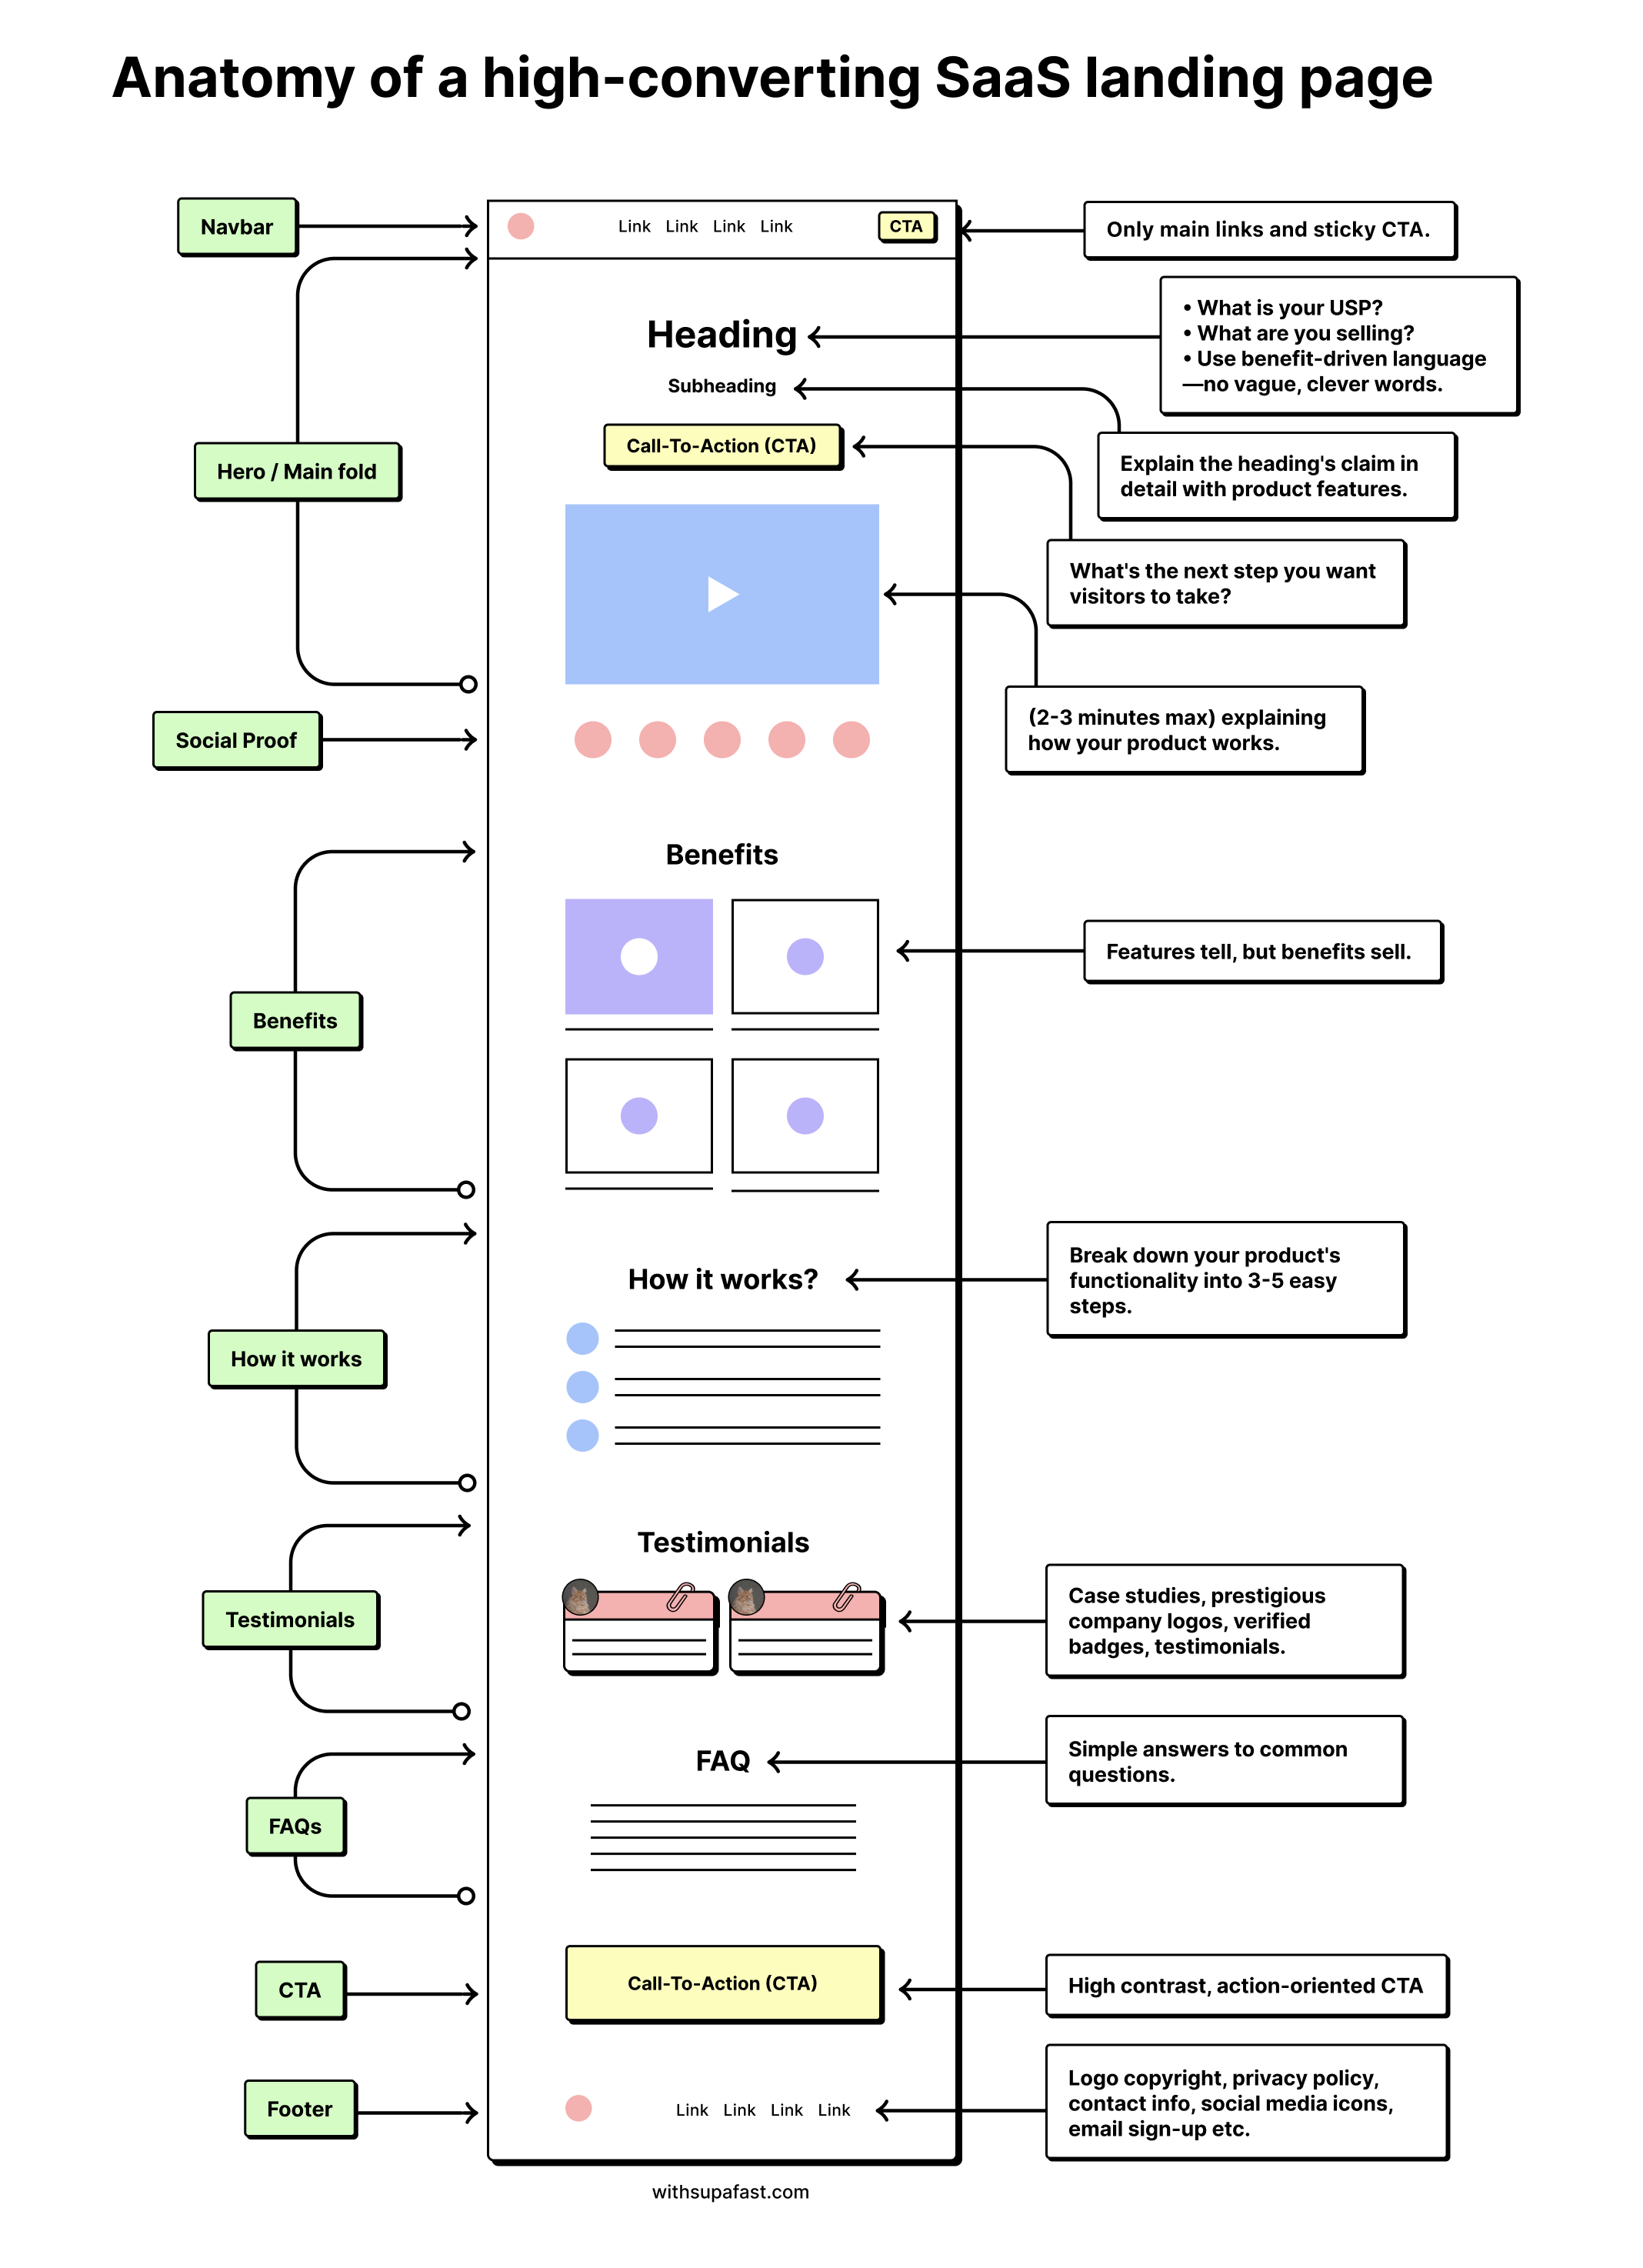 Anatomy of a high-converting SaaS landing page
Navbar
Link Link Link Link
CTA
Only main links and sticky CTA.
Heading
• What is your USP?
• What are you selling?
• Use benefit-driven language
—no vague, clever words.
Subheading
Explain the heading's claim in
detail with product features.
Call-To-Action (CTA)
Hero / Main fold
What's the next step you want
visitors to take?
(2-3 minutes max) explaining
how your product works.
Social Proof
Benefits
Features tell, but benefits sell.
Benefits
How it works?
Break down your product's
functionality into 3-5 easy
steps.
How it works
Testimonials
Testimonials
Case studies, prestigious
company logos, verified
badges, testimonials.
FAQ
Simple answers to common
questions.
FAQs
CTA
Call-To-Action (CTA)
High contrast, action-oriented CTA
Footer
Link Link Link Link
Logo copyright, privacy policy,
contact info, social media icons,
email sign-up etc.
withsupafast.com